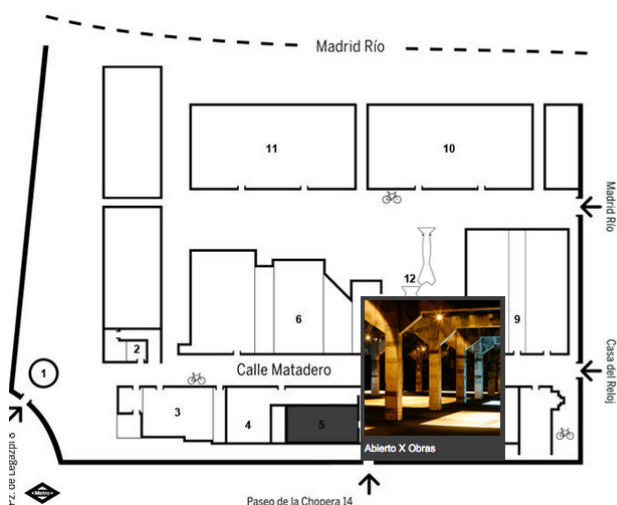 Madrid Río
11
10
Madrid Río
12
6
9
2
Calle Matadero
Casa del Reloj
1
3
4
5
Abierto X Obras
Metro
Paseo de la Chopera 14